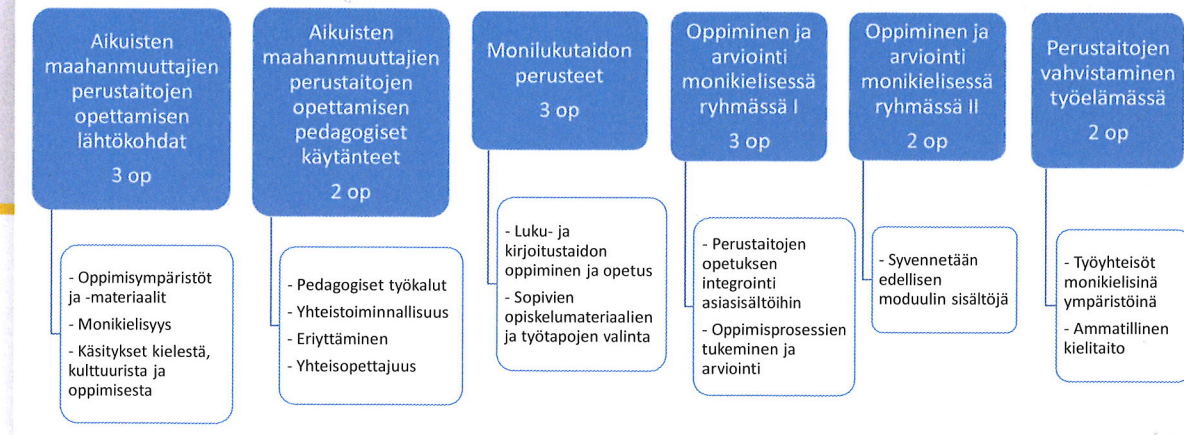 Aikuisten
maahanmuuttajien
perustaitojen
opettamisen
lähtökohdat
3 op
- Oppimisympäristöt
ja -materiaalit
- Monikielisyys
- Käsitykset kielestä,
kulttuurista ja
oppimisesta
Aikuisten
maahanmuuttajien
perustaitojen
opettamisen
pedagogiset
käytänteet
2 op
- Pedagogiset työkalut
- Yhteistoiminnallisuus
- Eriyttäminen
- Yhteisopettajuus
Monilukutaidon
perusteet
3 op
- Luku- ja
kirjoitustaidon
oppiminen ja opetus
- Sopivien
opiskelumateriaalien
ja työtapojen valinta
Oppiminen ja
arviointi
monikielisessä
ryhmässä I
3 op
- Perustaitojen
opetuksen
integrointi
asiasisältöihin
- Oppimisprosessien
tukeminen ja
arviointi
Oppiminen ja
arviointi
monikielisessä
ryhmässä II
2 op
- Syvennetään
edellisen
moduulin sisältöjä
Perustaitojen
vahvistaminen
työelämässä
2 op
- Työyhteisöt
monikielisinä
ympäristöinä
- Ammatillinen
kielitaito